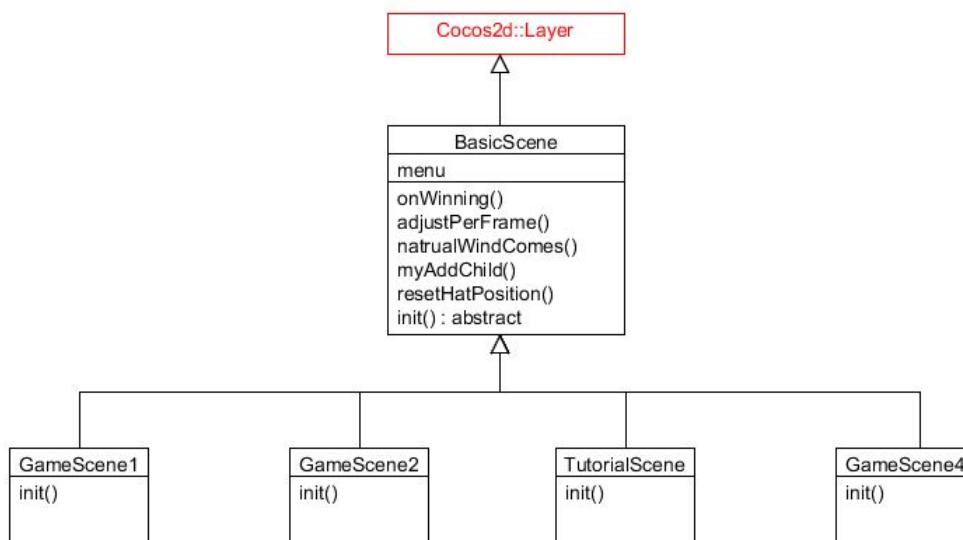 Cocos2d::Layer
BasicScene
menu
onWinning()
adjustPerFrame()
natrualWindComes()
myAddChild()
resetHatPosition()
init() : abstract
GameScene1
init()
GameScene2
init()
TutorialScene
init()
GameScene4
init()